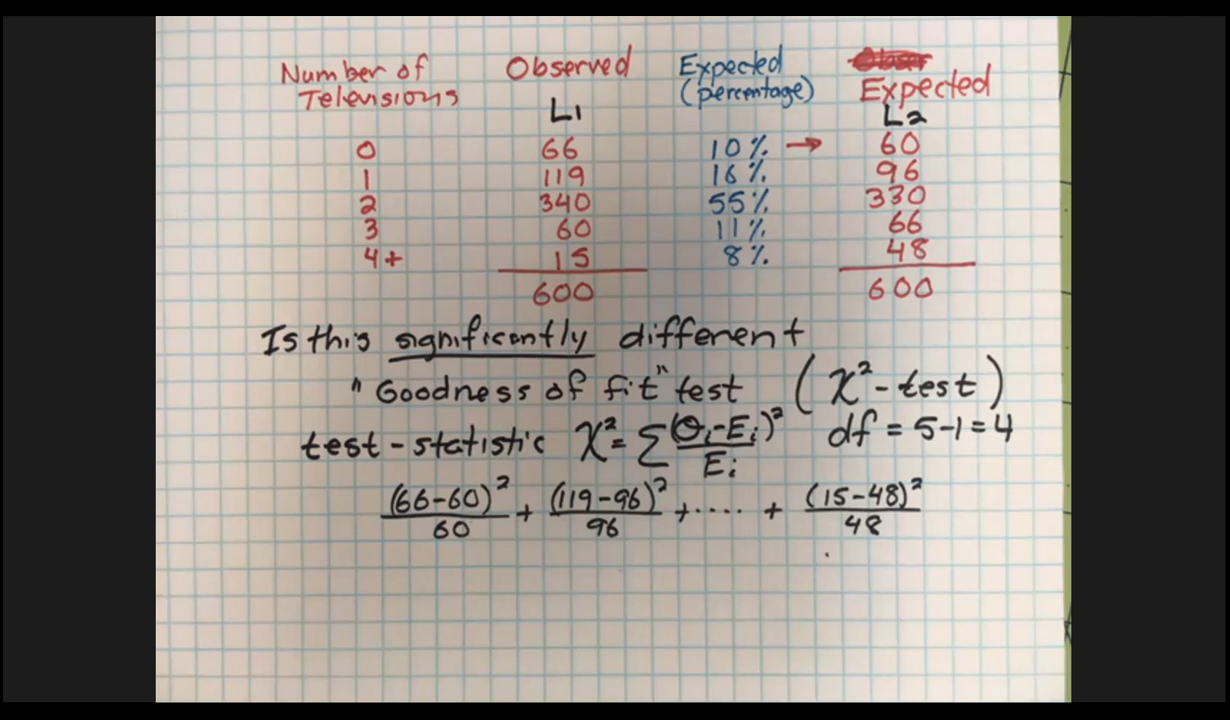 Number of Televisions Observed Expected (percentage) Expected
L1 L2
0 66 10% → 60
1 119 16% 96
2 340 55% 330
3 60 11% 66
4+ 15 8% 48
600 600
Is this significantly different
"Goodness of fit" test (χ²-test)
test-statistic χ² = Σ (Oi-Ei)²/Ei df = 5-1=4
(66-60)²/60 + (119-96)²/96 + .... + (15-48)²/48